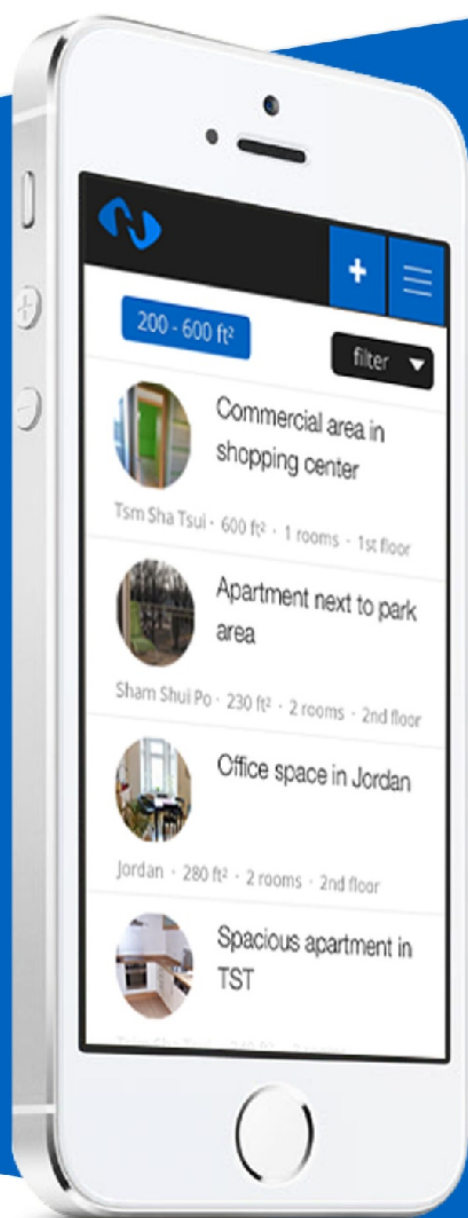 +
200 - 600 ft²
filter
Commercial area in
shopping center
Tsm Sha Tsui · 600 ft² · 1 rooms · 1st floor
Apartment next to park
area
Sham Shui Po · 230 ft² · 2 rooms · 2nd floor
Office space in Jordan
Jordan · 280 ft² · 2 rooms · 2nd floor
Spacious apartment in
TST